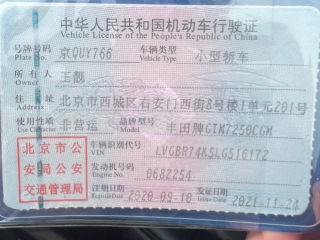 中华人民共和国机动车行驶证
Vehicle License of the People's Republic of China
号牌号码 Plate No. 京QUY766 车辆类型 Vehicle Type 小型轿车
所有人 Owner 王觐
住址 Address 北京市西城区右安门西街8号楼1单元201号
使用性质 Use Character 非营运 品牌型号 Model 丰田牌GTM7250CGM
北京市公安局公安交通管理局
车辆识别代号 VIN LVGBR74K5LG516172
发动机号码 Engine No. 0682254
注册日期 Register Date 2020-09-10 发证日期 Issue Date 2021-11-24